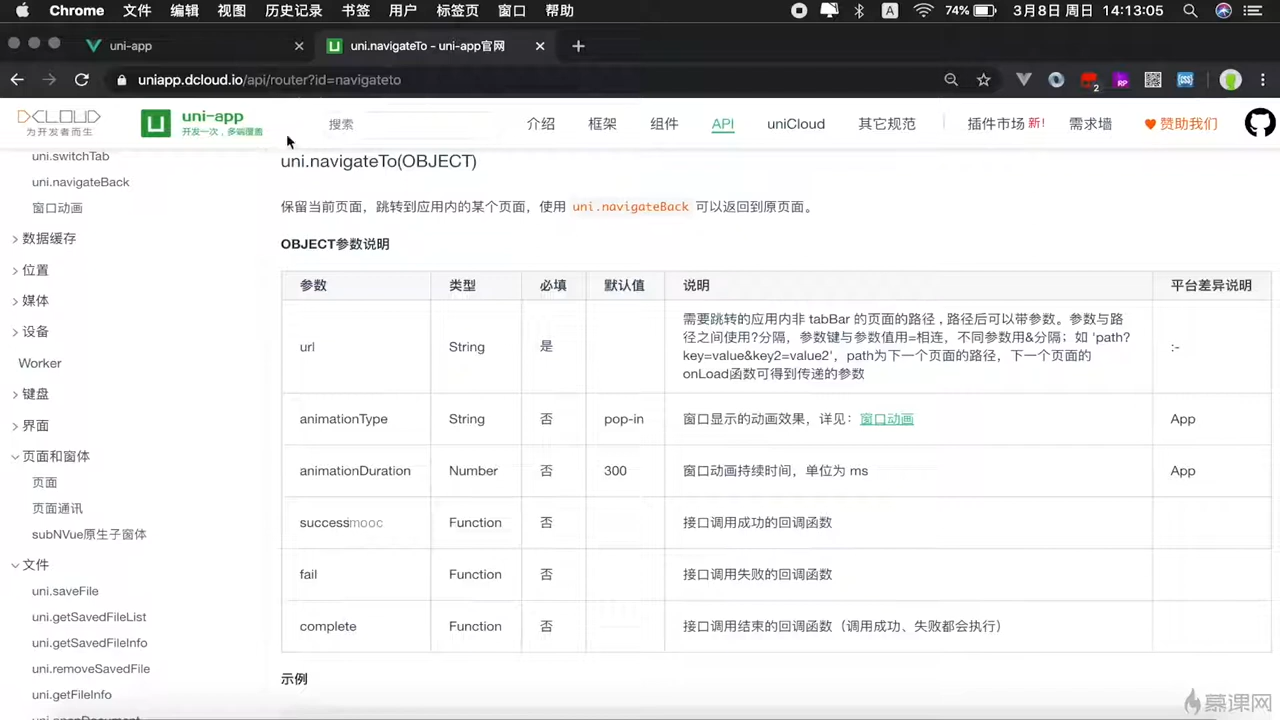 Chrome 文件 编辑 视图 历史记录 书签 用户 标签页 窗口 帮助 A 74% 3月8日 周日 14:13:05
uni-app uni.navigateTo - uni-app官网
uniapp.dcloud.io/api/router?id=navigateto 2 RP
DCLOUD 为开发者而生 uni-app 开发一次，多端覆盖 搜索 介绍 框架 组件 API uniCloud 其它规范 插件市场 新! 需求墙 赞助我们
uni.switchTab
uni.navigateBack
窗口动画
数据缓存
位置
媒体
设备
Worker
键盘
界面
页面和窗体
页面
页面通讯
subNVue原生子窗体
文件
uni.saveFile
uni.getSavedFileList
uni.getSavedFileInfo
uni.removeSavedFile
uni.getFileInfo
uni.navigateTo(OBJECT)
保留当前页面，跳转到应用内的某个页面，使用 uni.navigateBack 可以返回到原页面。
OBJECT参数说明
参数 类型 必填 默认值 说明 平台差异说明
url String 是 需要跳转的应用内非 tabBar 的页面的路径 , 路径后可以带参数。参数与路
径之间使用?分隔，参数键与参数值用=相连，不同参数用&分隔；如 'path?
key=value&key2=value2'，path为下一个页面的路径，下一个页面的
onLoad函数可得到传递的参数 :-
animationType String 否 pop-in 窗口显示的动画效果，详见：窗口动画 App
animationDuration Number 否 300 窗口动画持续时间，单位为 ms App
success Function 否 接口调用成功的回调函数
mooc
fail Function 否 接口调用失败的回调函数
complete Function 否 接口调用结束的回调函数（调用成功、失败都会执行）
示例
慕课网